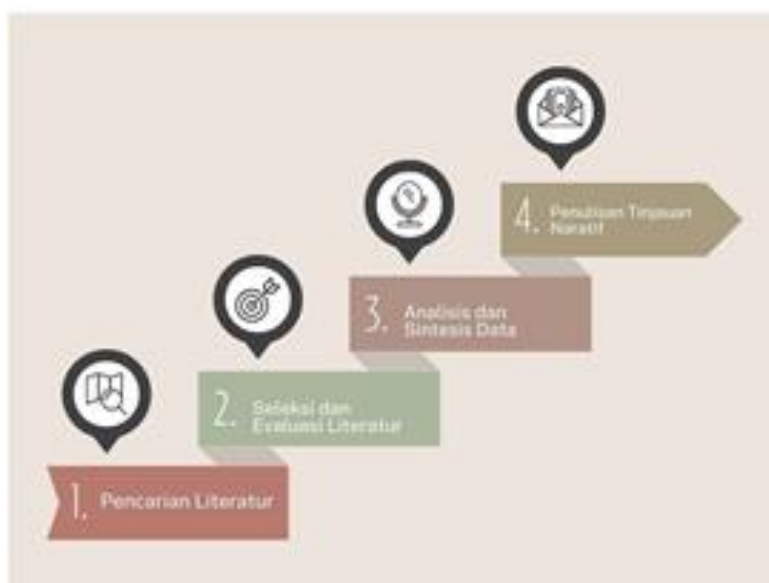 4. Penulisan Tinjauan
Naratif
3. Analisis dan
Sintesis Data
2. Seleksi dan
Evaluasi Literatur
1. Pencarian Literatur